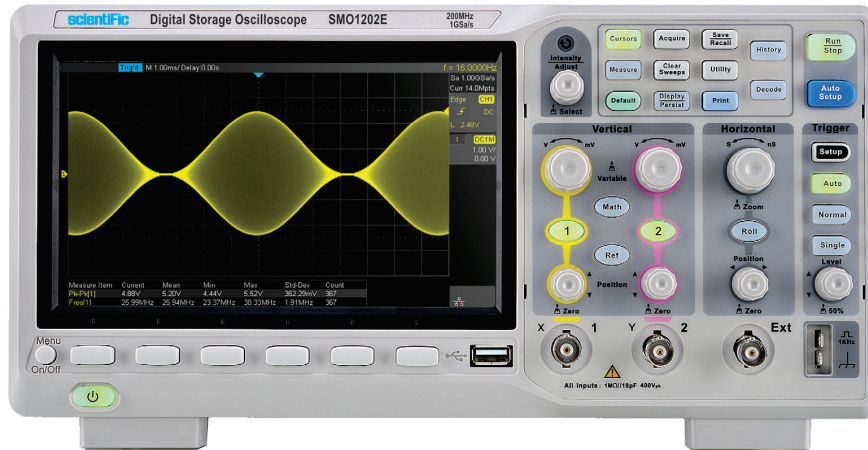 scientiFic Digital Storage Oscilloscope SMO1202E 200MHz 1GSa/s
Trig'd M 1.00ms/ Delay:0.00s f = 16.0000Hz
Sa 1.00GSa/s
Curr 14.0Mpts
Edge CH1
DC
L 2.48V
1 DC1M
1.00 V/
0.00 V
Measure Item Current Mean Min Max Std-Dev Count
Pk-Pk[1] 4.88V 5.20V 4.44V 5.52V 362.29mV 367
Freq[1] 25.99MHz 25.94MHz 23.37MHz 38.33MHz 1.91MHz 367
Menu
On/Off
Intensity
Adjust
Select
Cursors Acquire Save Recall History
Measure Clear Sweeps Utility
Default Display Persist Print Decode
Run
Stop
Auto
Setup
Vertical Horizontal Trigger
V mV V mV S nS
Variable
Zoom
Setup
Auto
Normal
Single
Math
1 2 Roll
Ref
Position Position
Level
Zero Zero Zero 50%
X 1 Y 2 Ext
1KHz
All Inputs : 1MΩ//18pF 400Vpk